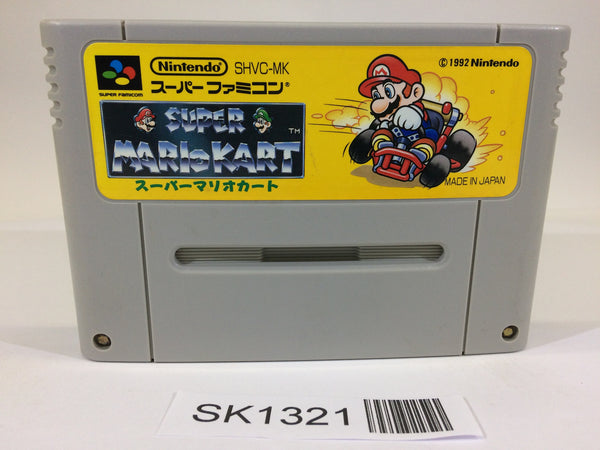 Nintendo SHVC-MK
スーパーファミコン®
SUPER FAMICOM
© 1992 Nintendo
SUPER
MARIO KART ™
スーパーマリオカート
MADE IN JAPAN
SK1321